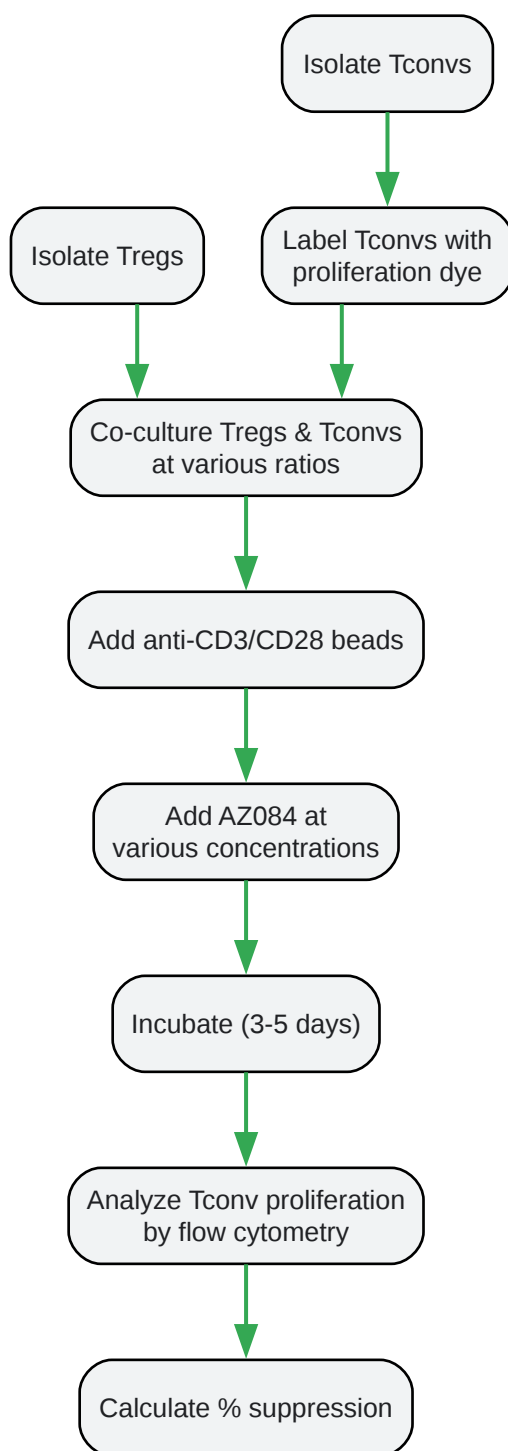 Isolate Tconvs
Isolate Tregs
Label Tconvs with
proliferation dye
Co-culture Tregs & Tconvs
at various ratios
Add anti-CD3/CD28 beads
Add AZ084 at
various concentrations
Incubate (3-5 days)
Analyze Tconv proliferation
by flow cytometry
Calculate % suppression